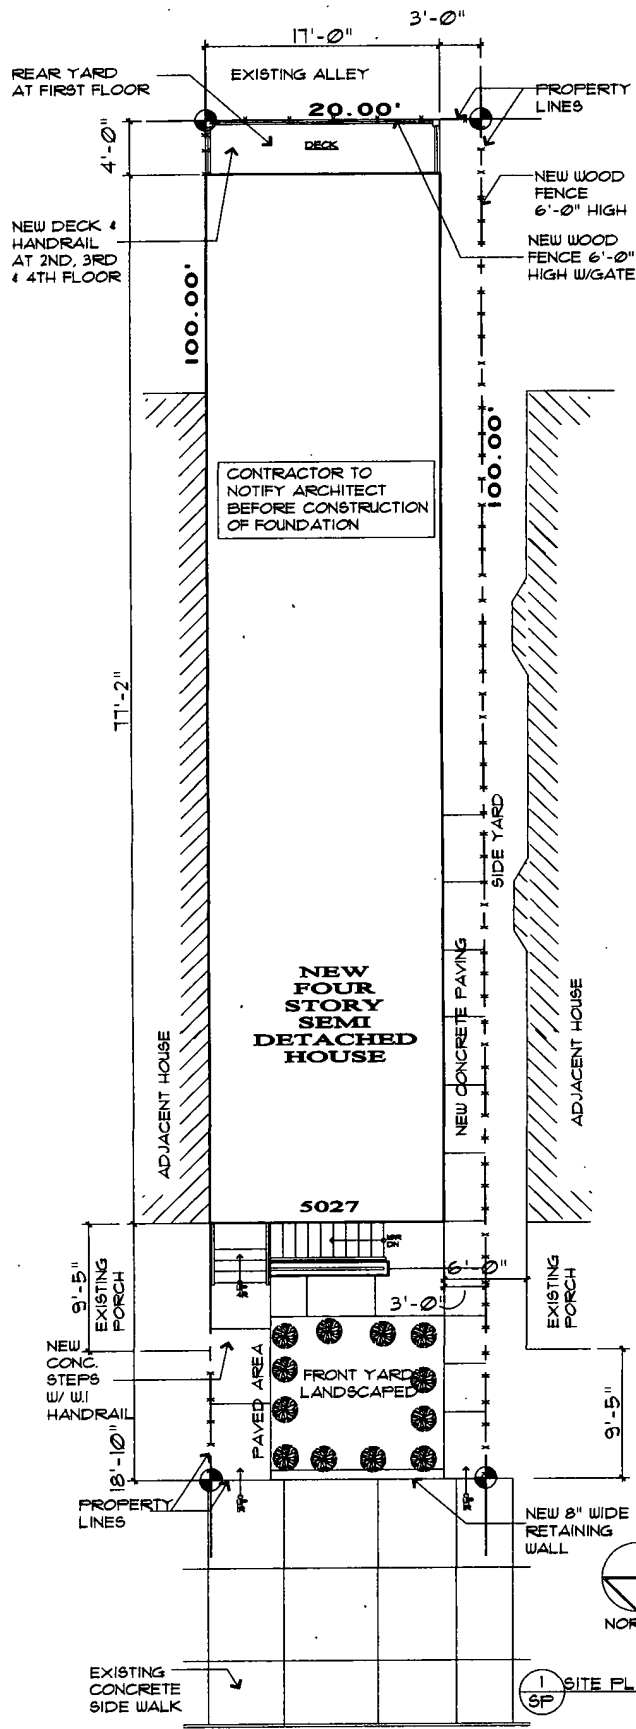 3'-0"
17'-0"
REAR YARD
AT FIRST FLOOR
EXISTING ALLEY
20.00'
PROPERTY
LINES
4'-0"
DECK
NEW WOOD
FENCE
6'-0" HIGH
NEW DECK &
HANDRAIL
AT 2ND, 3RD
& 4TH FLOOR
NEW WOOD
FENCE 6'-0"
HIGH W/GATE
100.00'
100.00'
CONTRACTOR TO
NOTIFY ARCHITECT
BEFORE CONSTRUCTION
OF FOUNDATION
77'-2"
SIDE YARD
NEW CONCRETE PAVING
NEW
FOUR
STORY
SEMI
DETACHED
HOUSE
ADJACENT HOUSE
ADJACENT HOUSE
5027
DN
6'-0"
3'-0"
9'-5"
EXISTING
PORCH
EXISTING
PORCH
NEW
CONC.
STEPS
W/ W.I
HANDRAIL
PAVED AREA
FRONT YARD
LANDSCAPED
9'-5"
18'-10"
PROPERTY
LINES
NEW 8" WIDE
RETAINING
WALL
NOR
EXISTING
CONCRETE
SIDE WALK
1
SP
SITE PL